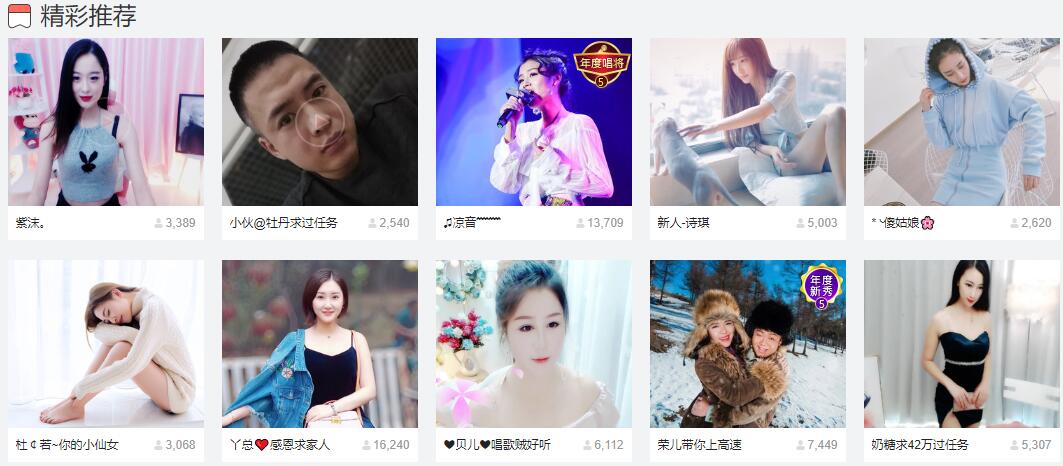 精彩推荐
年度唱将
5
紫沫。 3,389
小伙@牡丹求过任务 2,540
♫凉音 13,709
新人-诗琪 5,003
傻姑娘🌸 2,620
年度
新秀
5
杜￠若~你的小仙女 3,068
丫总❤️感恩求家人 16,240
♥贝儿♥唱歌贼好听 6,112
荣儿带你上高速 7,449
奶糖求42万过任务 5,307